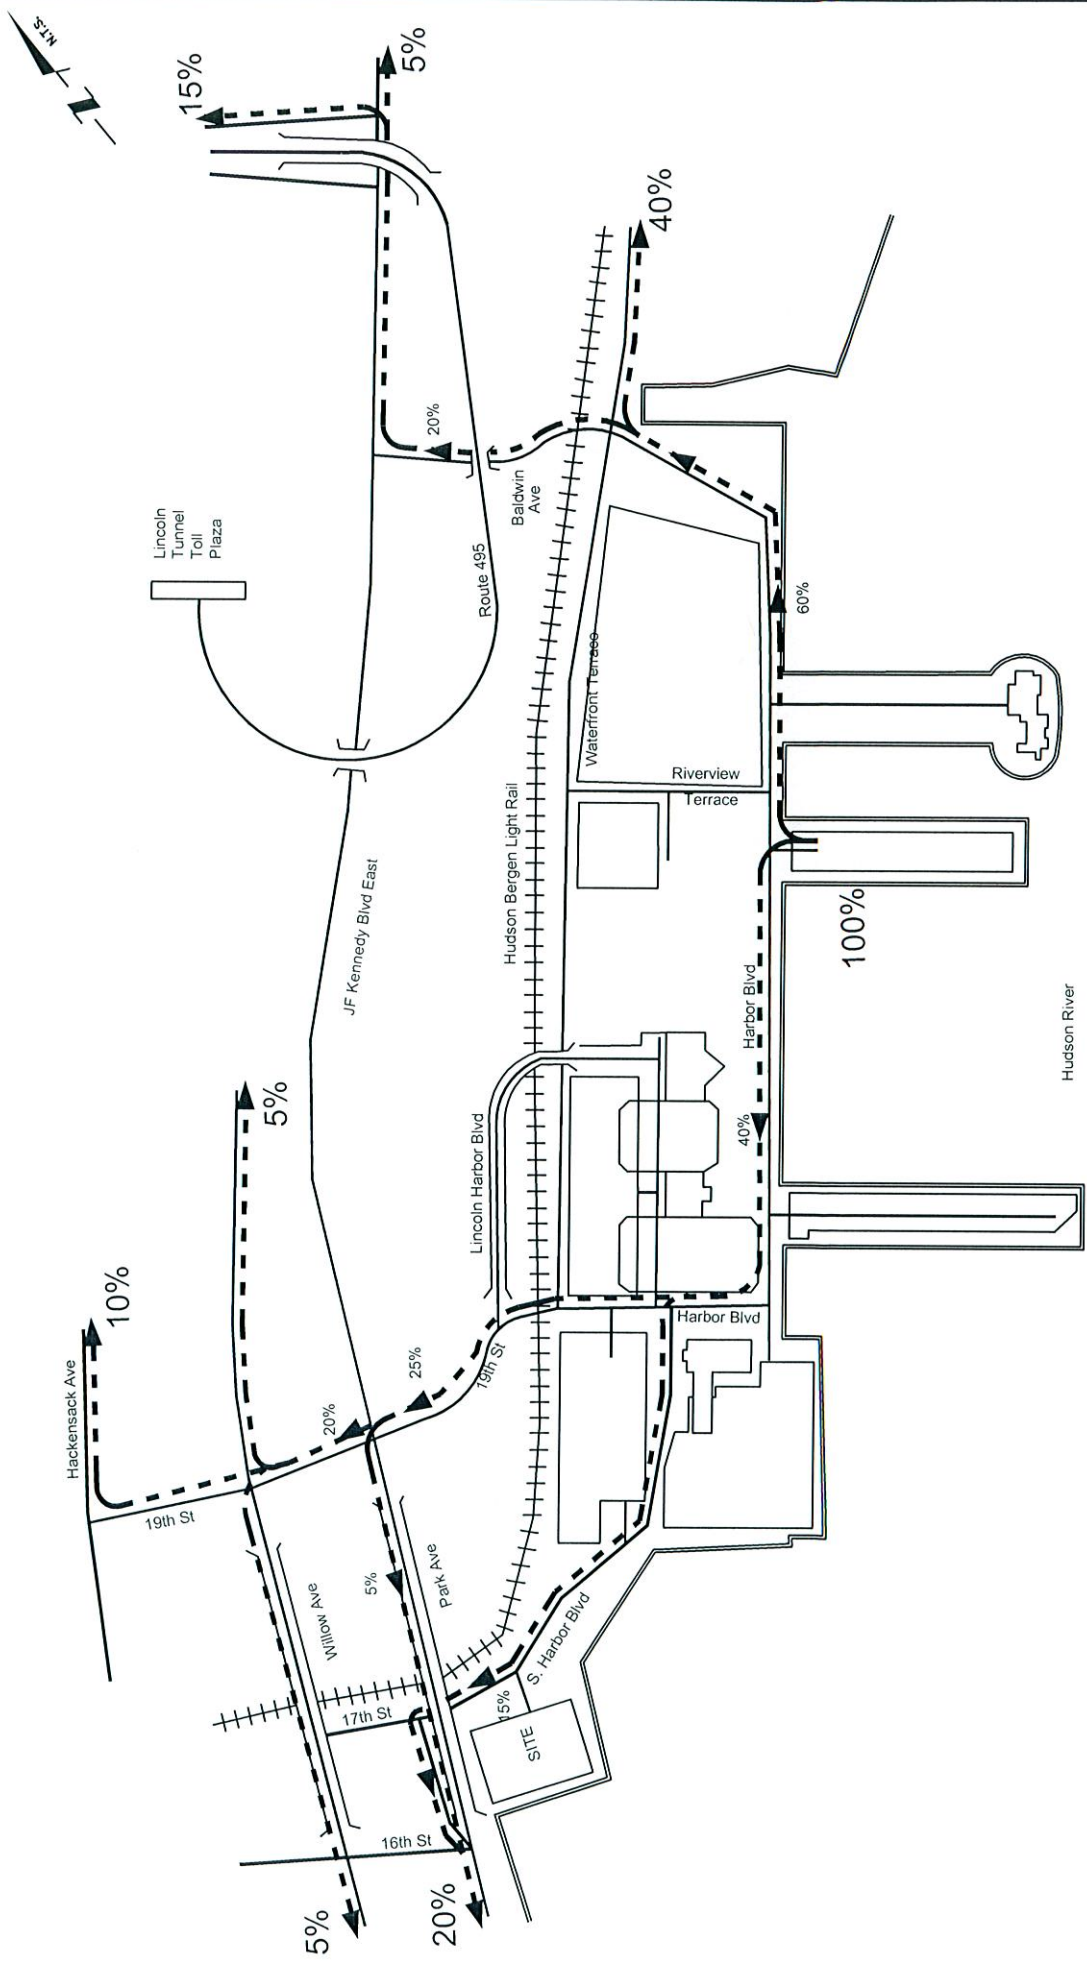 N.T.S.
15%
5%
40%
20%
Lincoln
Tunnel
Toll
Plaza
Baldwin
Ave
Route 495
60%
Waterfront Terrace
Riverview
Terrace
Hudson Bergen Light Rail
JF Kennedy Blvd East
100%
Harbor Blvd
Hudson River
5%
Lincoln Harbor Blvd
40%
10%
Hackensack Ave
25%
19th St
Harbor Blvd
20%
19th St
5%
Park Ave
Willow Ave
S. Harbor Blvd
15%
17th St
SITE
16th St
5%
20%